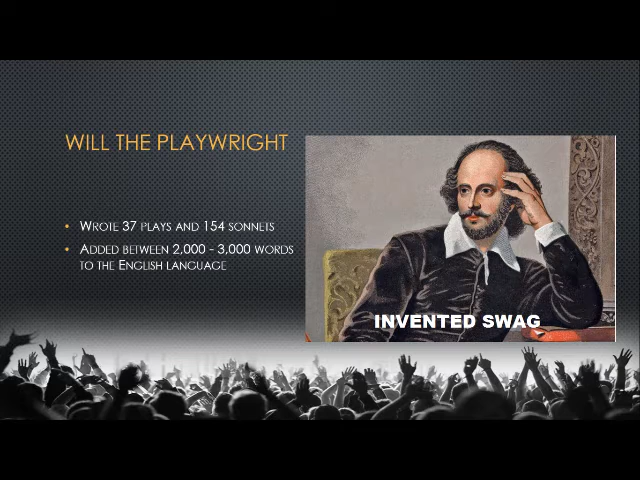 WILL THE PLAYWRIGHT
• WROTE 37 PLAYS AND 154 SONNETS
• ADDED BETWEEN 2,000 - 3,000 WORDS
TO THE ENGLISH LANGUAGE
INVENTED SWAG